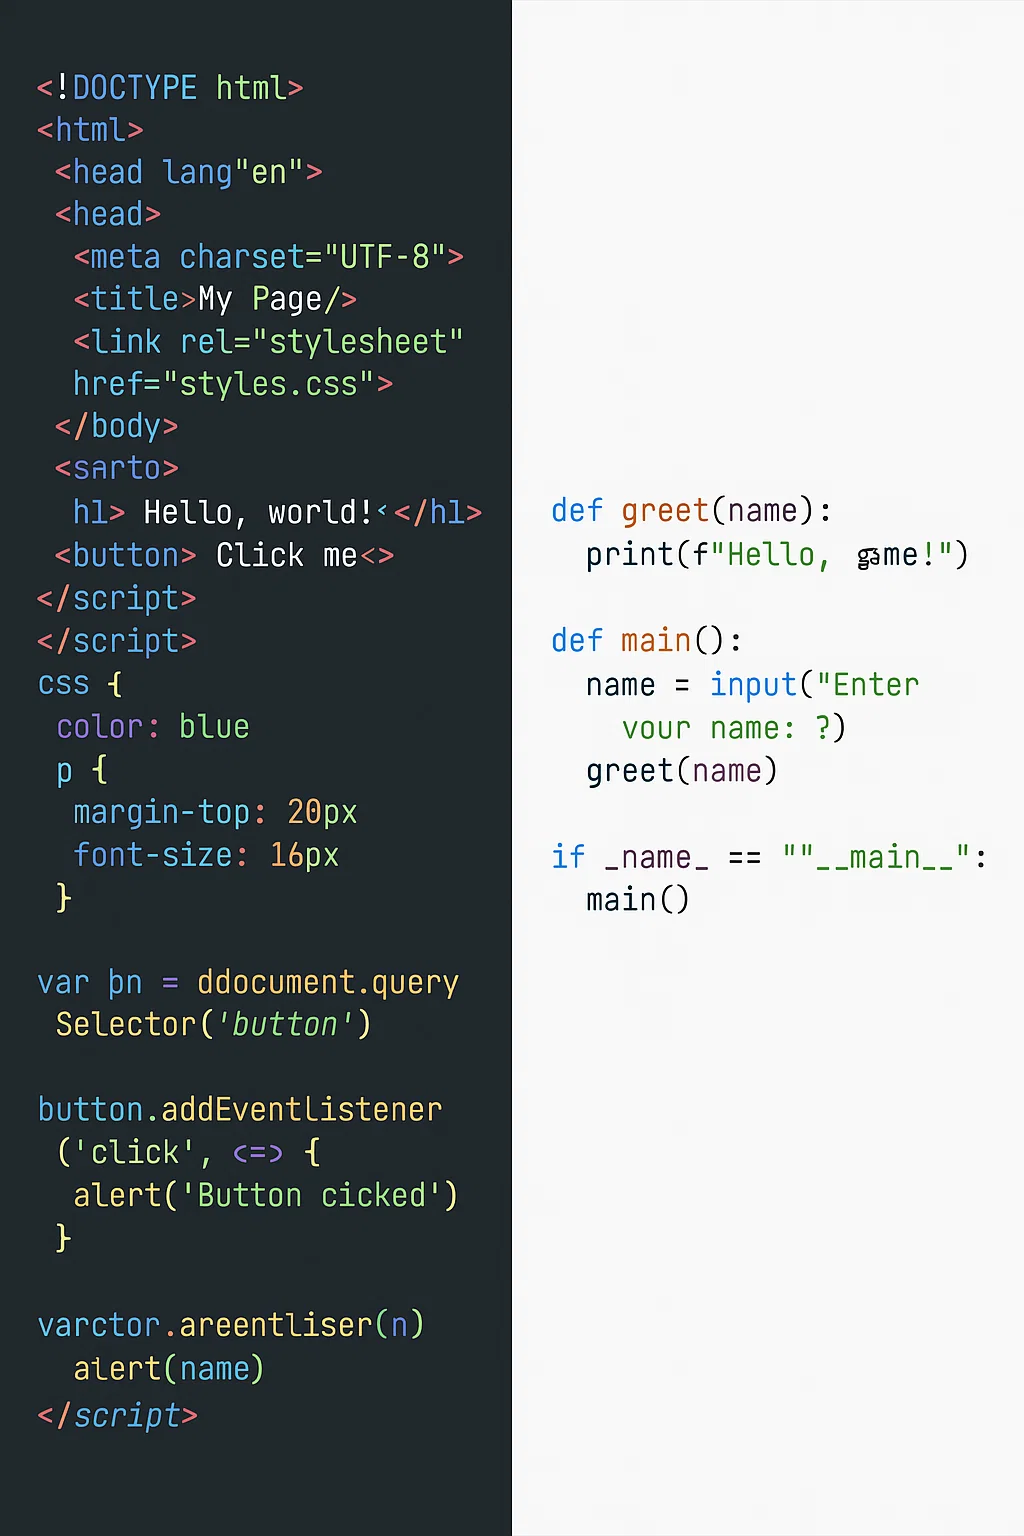 <!DOCTYPE html>
<html>
<head lang"en">
<head>
<meta charset="UTF-8">
<title>My Page/>
<link rel="stylesheet"
href="styles.css">
</body>
<sarto>
hl> Hello, world!‹</hl>
<button> Click me<>
</script>
</script>
css {
color: blue
p {
margin-top: 20px
font-size: 16px
}
var þn = ddocument.query
Selector('button')
button.addEventListener
('click', <=> {
alert('Button cicked')
}
varctor.areentliser(n)
alert(name)
</script>
def greet(name):
print(f"Hello, me!")
def main():
name = input("Enter
vour name: ?)
greet(name)
if _name_ == ""__main__":
main()